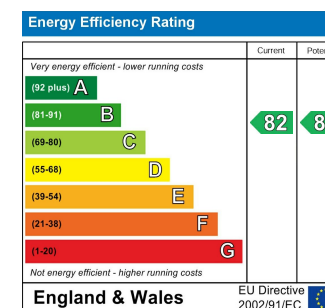 Energy Efficiency Rating
Current Poten
Very energy efficient - lower running costs
(92 plus) A
(81-91) B
82 8
(69-80) C
(55-68) D
(39-54) E
(21-38) F
(1-20) G
Not energy efficient - higher running costs
England & Wales
EU Directive
2002/91/EC